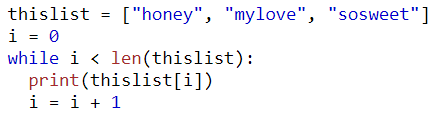 thislist = ["honey", "mylove", "sosweet"]
i = 0
while i < len(thislist):
  print(thislist[i])
  i = i + 1